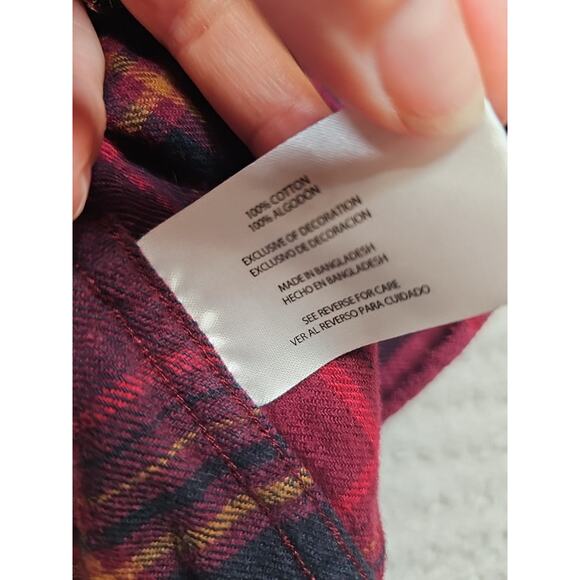 100% COTTON
100% ALGODON
EXCLUSIVE OF DECORATION
EXCLUSIVO DE DECORACION
MADE IN BANGLADESH
HECHO EN BANGLADESH
SEE REVERSE FOR CARE
VER AL REVERSO PARA CUIDADO